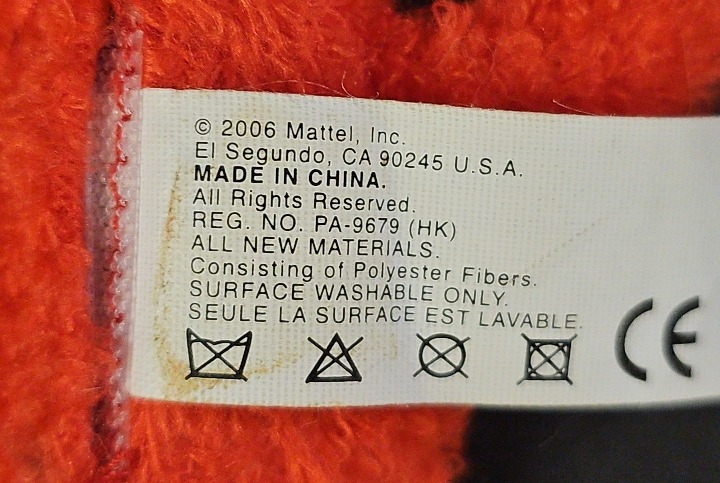 © 2006 Mattel, Inc.
El Segundo, CA 90245 U.S.A.
MADE IN CHINA.
All Rights Reserved.
REG. NO. PA-9679 (HK)
ALL NEW MATERIALS.
Consisting of Polyester Fibers.
SURFACE WASHABLE ONLY.
SEULE LA SURFACE EST LAVABLE.
CE